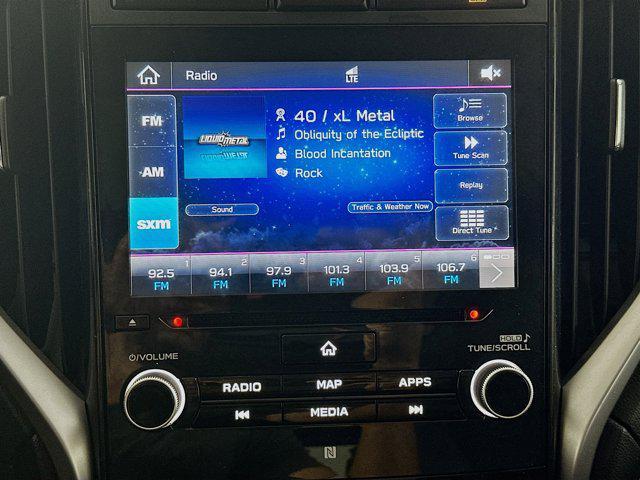 Radio
LTE
FM
AM
sxm
LIQUID METAL
40 / xL Metal
Obliquity of the Ecliptic
Blood Incantation
Rock
Sound
Traffic & Weather Now
Browse
Tune Scan
Replay
Direct Tune
1
92.5
FM
2
94.1
FM
3
97.9
FM
4
101.3
FM
5
103.9
FM
6
106.7
FM
/VOLUME
HOLD
TUNE/SCROLL
RADIO
MAP
APPS
MEDIA
N